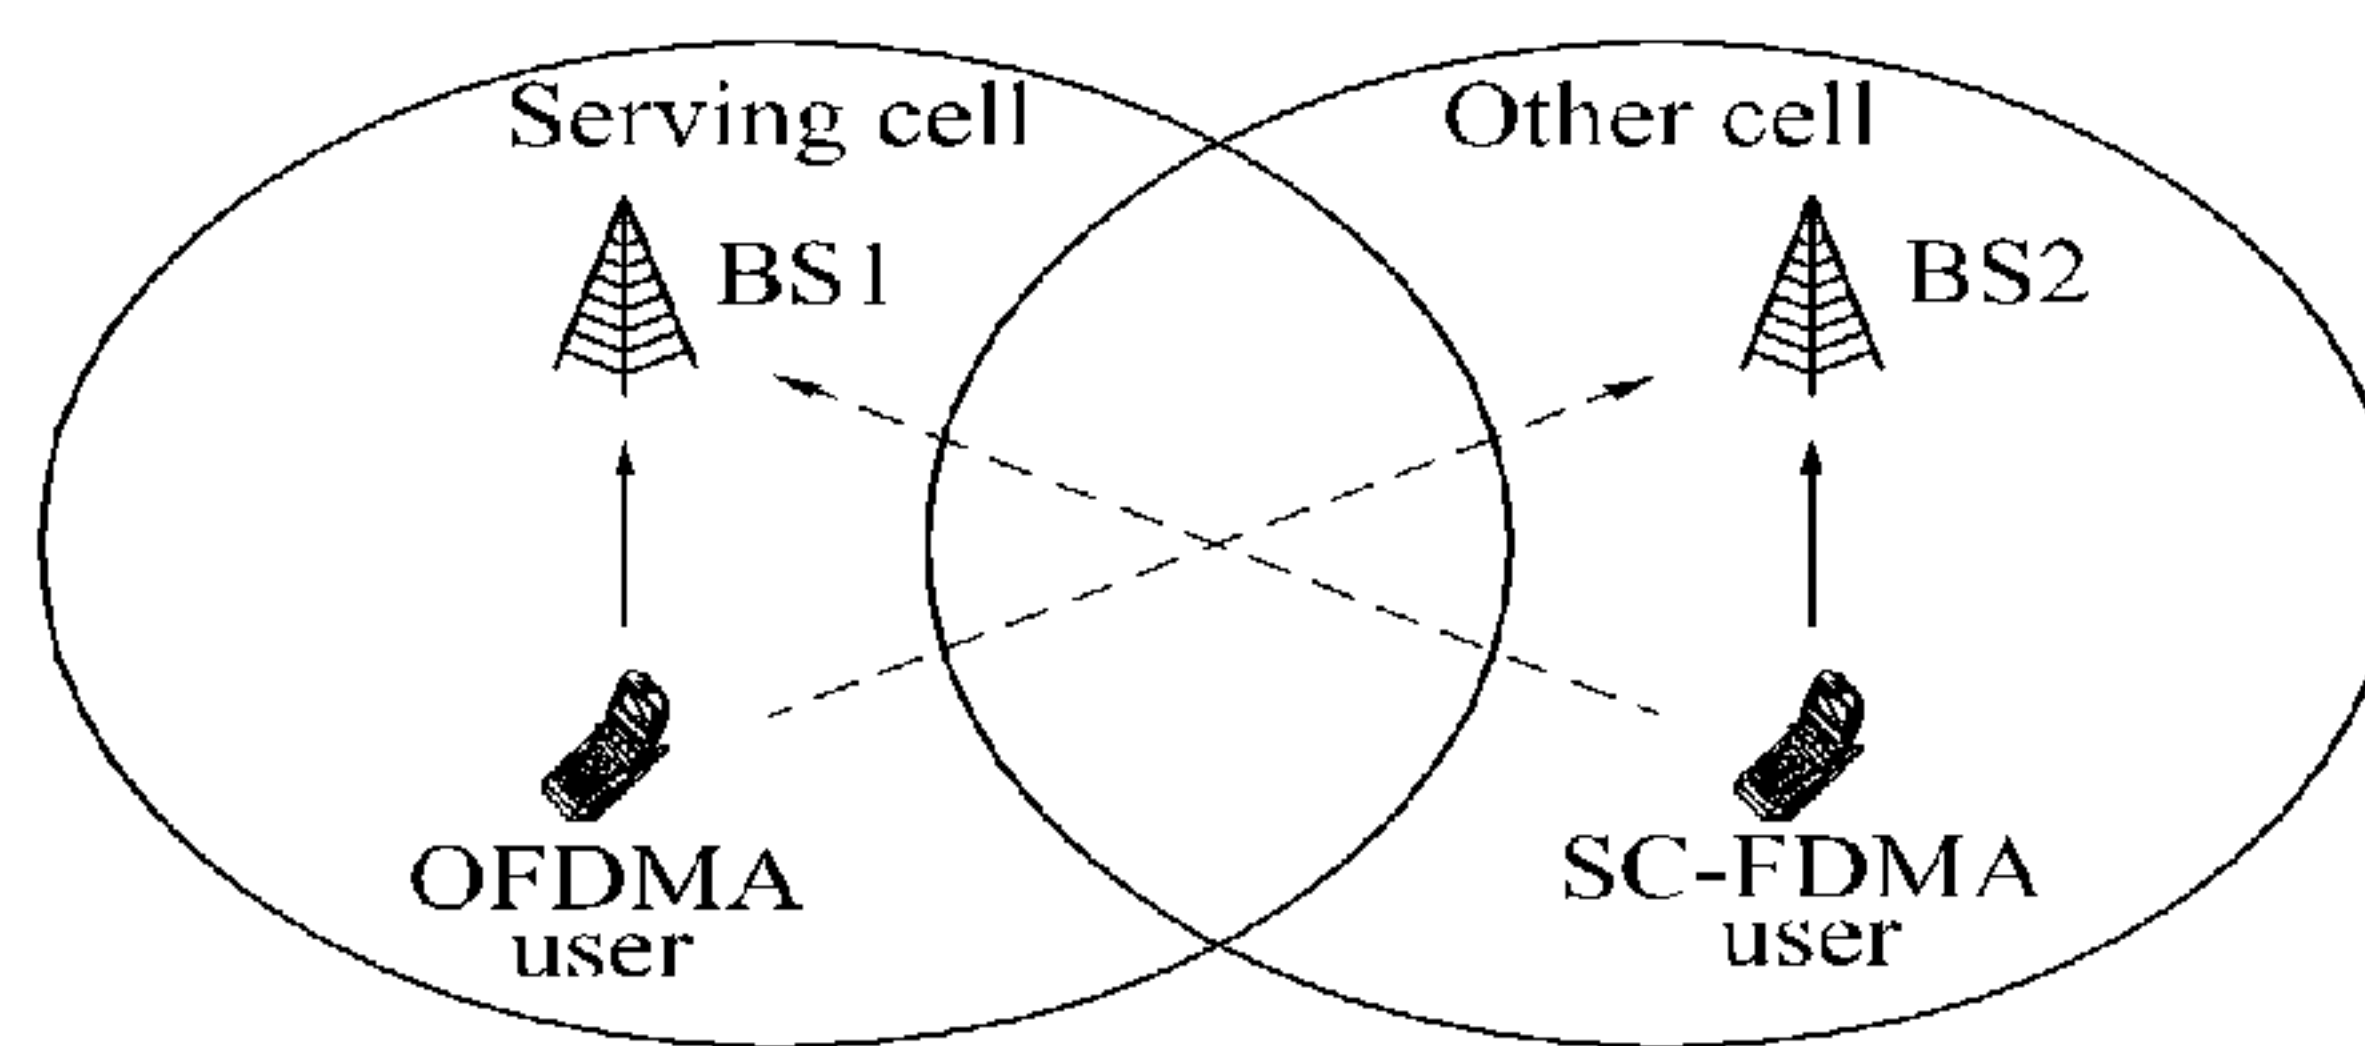 Serving cell
Other cell
BS1
BS2
OFDMA
user
SC-FDMA
user